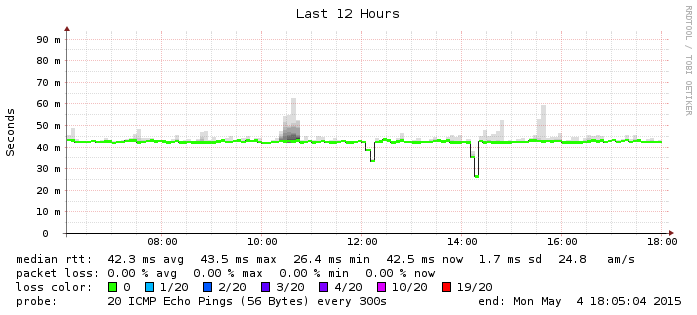 Last 12 Hours
RRDTOOL / TOBI OETIKER
Seconds
90 m
80 m
70 m
60 m
50 m
40 m
30 m
20 m
10 m
0
08:00 10:00 12:00 14:00 16:00 18:00
median rtt: 42.3 ms avg 43.5 ms max 26.4 ms min 42.5 ms now 1.7 ms sd 24.8 am/s
packet loss: 0.00 % avg 0.00 % max 0.00 % min 0.00 % now
loss color: 0 1/20 2/20 3/20 4/20 10/20 19/20
probe: 20 ICMP Echo Pings (56 Bytes) every 300s end: Mon May 4 18:05:04 2015